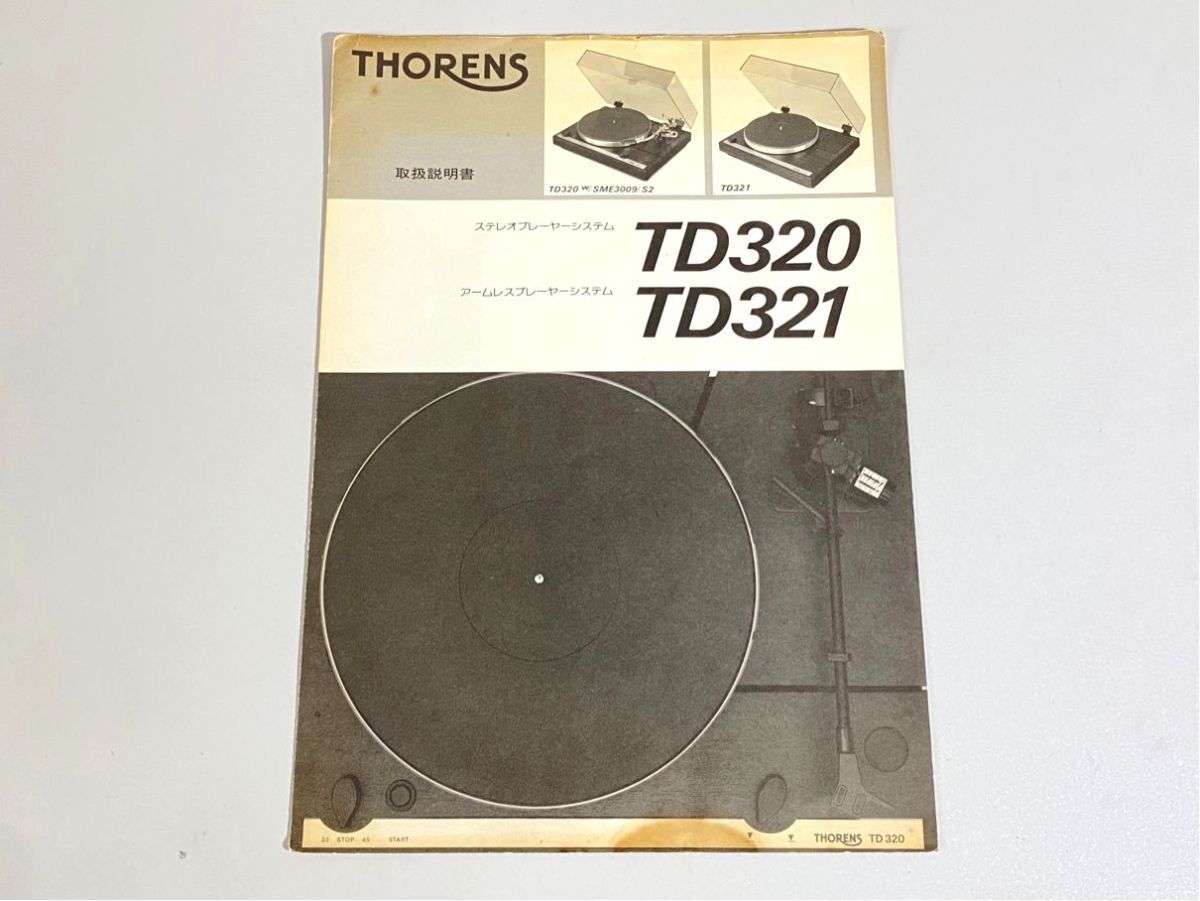 THORENS
取扱説明書
TD320 W/SME3009/S2
TD321
ステレオプレーヤーシステム
TD320
アームレスプレーヤーシステム
TD321
33 STOP 45 START
THORENS TD 320